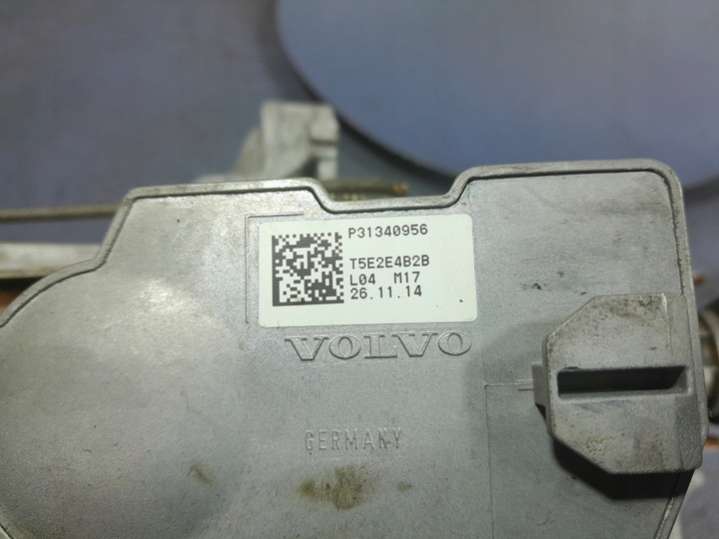 P31340956
T5E2E4B2B
L04 M17
26.11.14
VOLVO
GERMANY